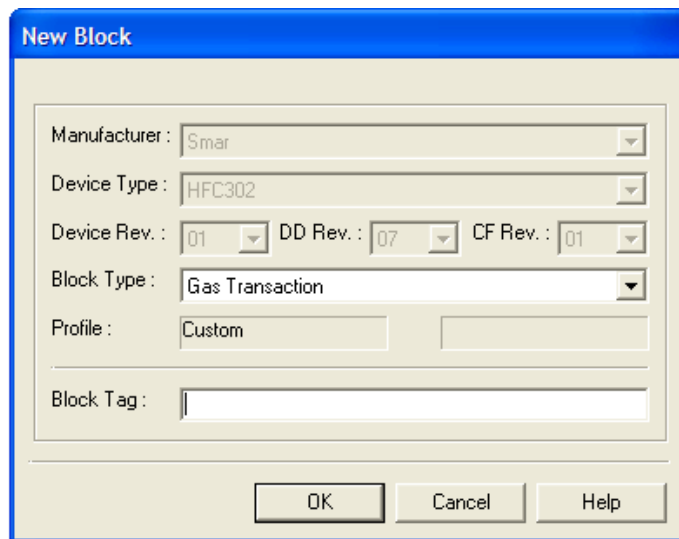 New Block
Manufacturer : Smar
Device Type : HFC302
Device Rev. : 01 DD Rev. : 07 CF Rev. : 01
Block Type : Gas Transaction
Profile : Custom
Block Tag :
OK Cancel Help